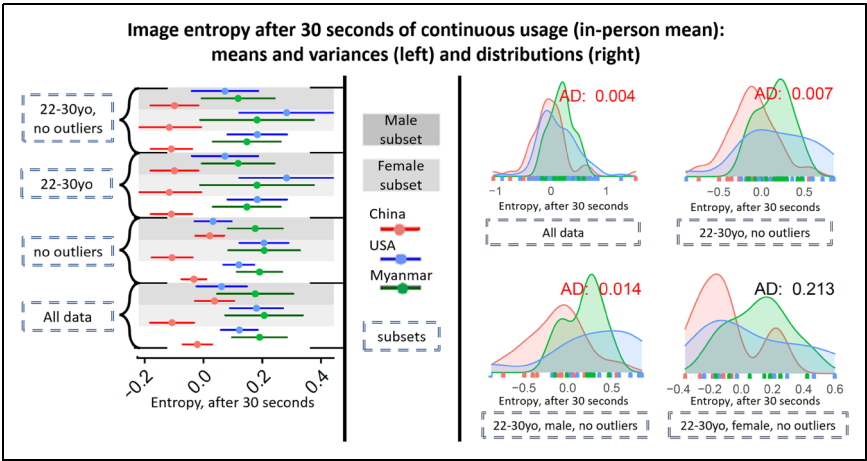 Image entropy after 30 seconds of continuous usage (in-person mean):
means and variances (left) and distributions (right)
22-30yo,
no outliers
22-30yo
no outliers
All data
−0.2
0.0
0.2
0.4
Entropy, after 30 seconds
Male
subset
Female
subset
China
USA
Myanmar
subsets
AD: 0.004
−1
0
1
Entropy, after 30 seconds
All data
AD: 0.007
−0.5
0.0
0.5
Entropy, after 30 seconds
22-30yo, no outliers
AD: 0.014
−0.5
0.0
0.5
Entropy, after 30 seconds
22-30yo, male, no outliers
AD: 0.213
−0.4
−0.2
0.0
0.2
0.4
0.6
Entropy, after 30 seconds
22-30yo, female, no outliers